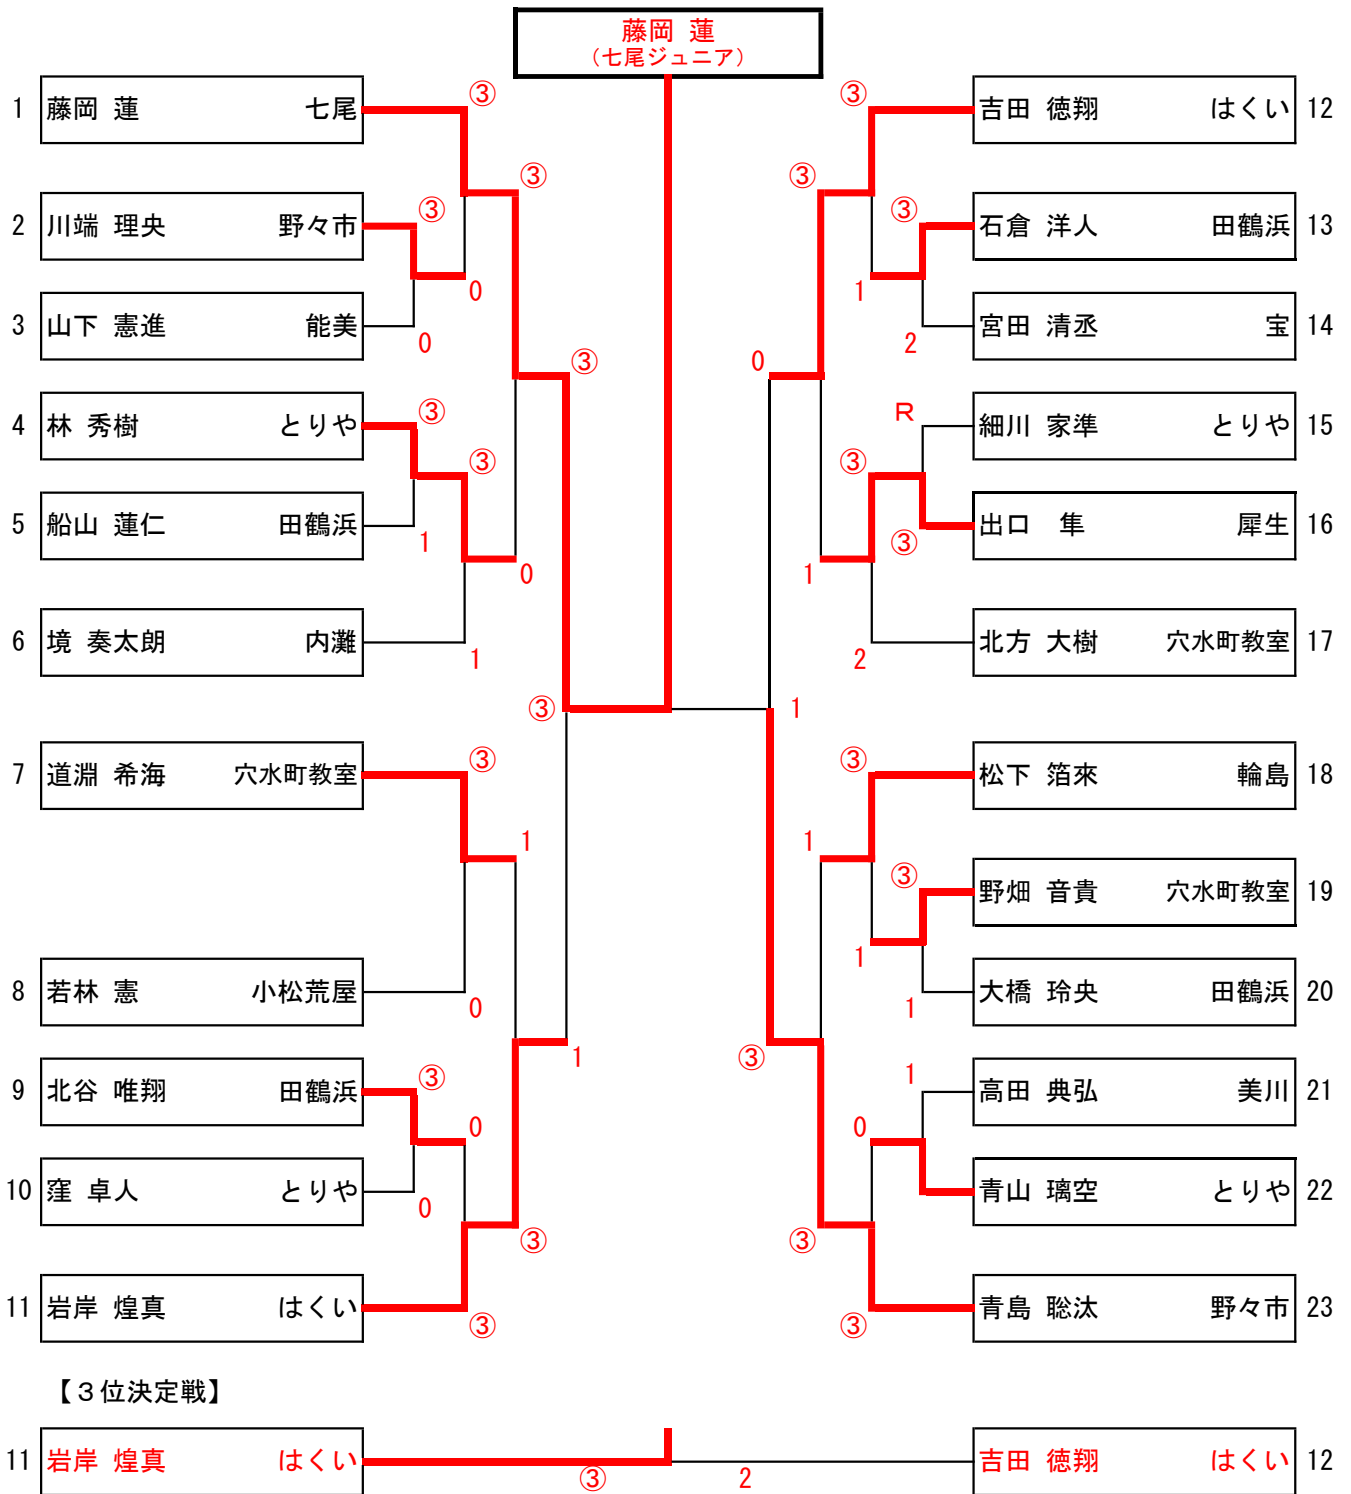 藤岡 蓮
（七尾ジュニア）
1 藤岡 蓮 七尾 ③
③
2 川端 理央 野々市 ③
0
3 山下 憲進 能美 0
③
4 林 秀樹 とりや ③
③
5 船山 蓮仁 田鶴浜 1
0
6 境 奏太朗 内灘 1
③
7 道淵 希海 穴水町教室 ③
1
8 若林 憲 小松荒屋 0
1
9 北谷 唯翔 田鶴浜 ③
0
10 窪 卓人 とりや 0
③
11 岩岸 煌真 はくい ③
③ 吉田 徳翔 はくい 12
③
③ 石倉 洋人 田鶴浜 13
1
2 宮田 清丞 宝 14
0
R 細川 家準 とりや 15
③
③ 出口 隼 犀生 16
1
2 北方 大樹 穴水町教室 17
1
③ 松下 箔來 輪島 18
1
③ 野畑 音貴 穴水町教室 19
1
1 大橋 玲央 田鶴浜 20
③
1 高田 典弘 美川 21
0
青山 璃空 とりや 22
③
③ 青島 聡汰 野々市 23
【３位決定戦】
11 岩岸 煌真 はくい ③ 2 吉田 徳翔 はくい 12